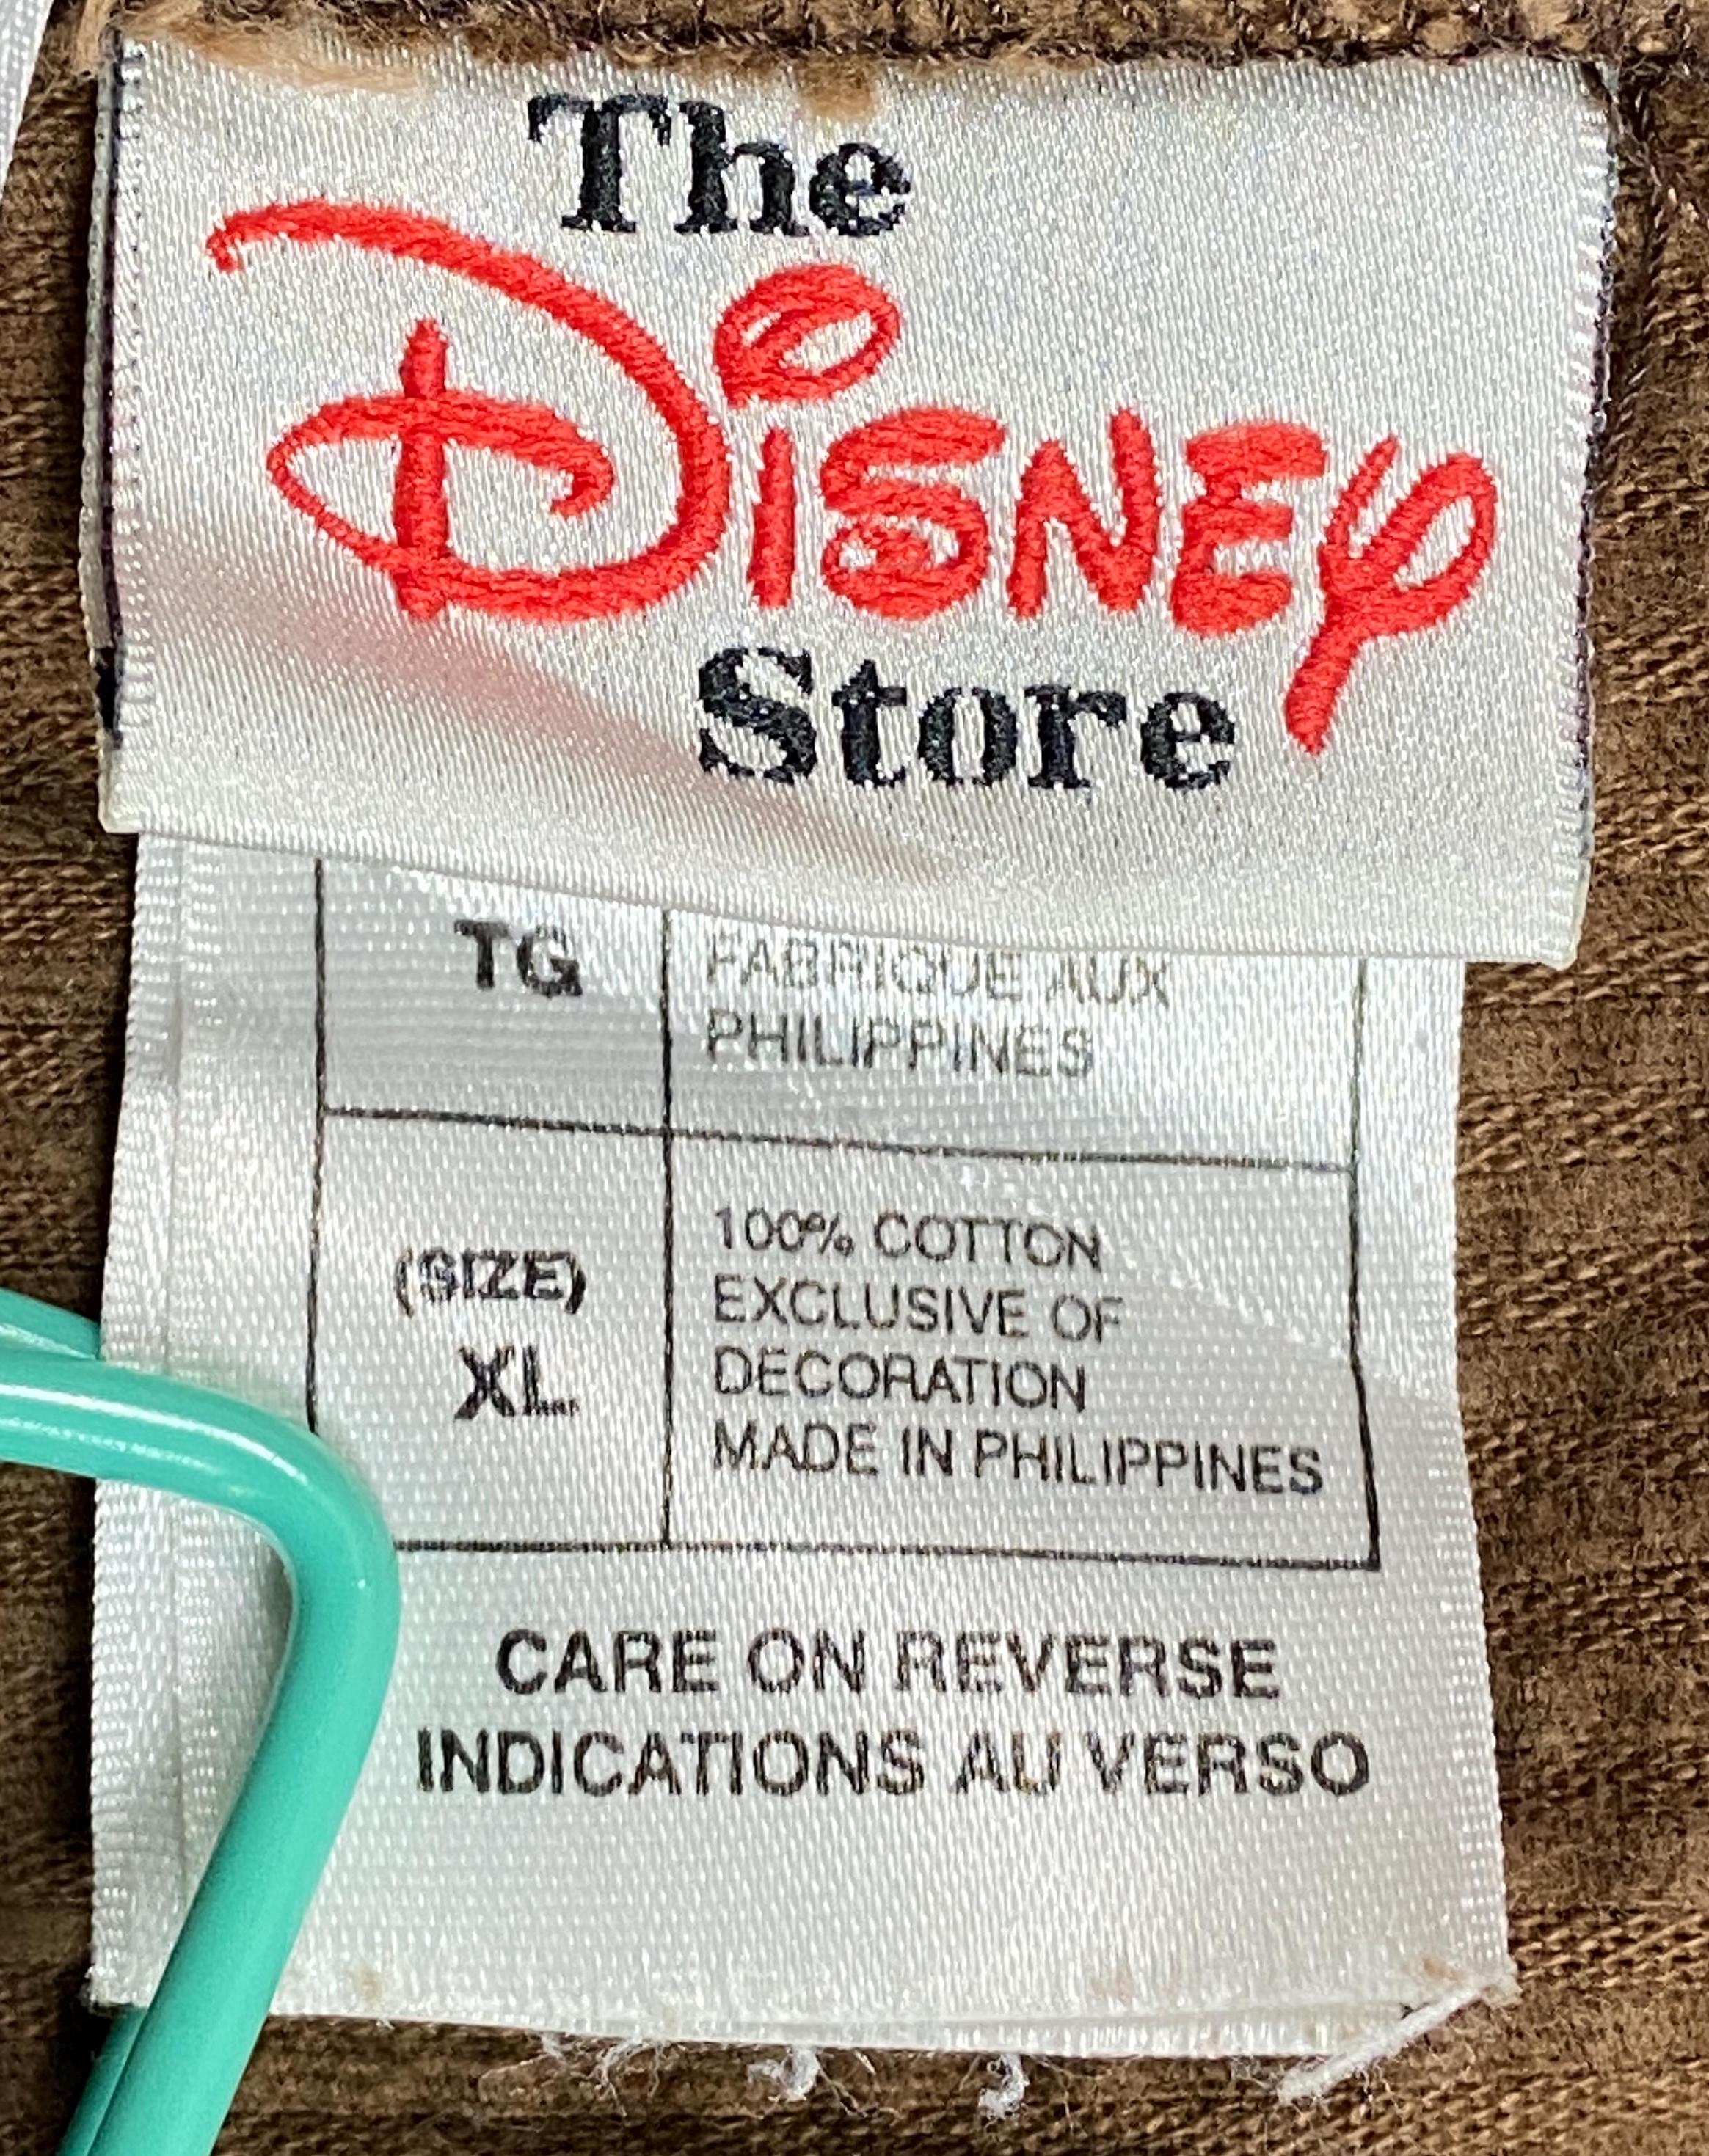 The
Disney
Store
TG
FABRIQUE AUX
PHILIPPINES
(SIZE)
XL
100% COTTON
EXCLUSIVE OF
DECORATION
MADE IN PHILIPPINES
CARE ON REVERSE
INDICATIONS AU VERSO